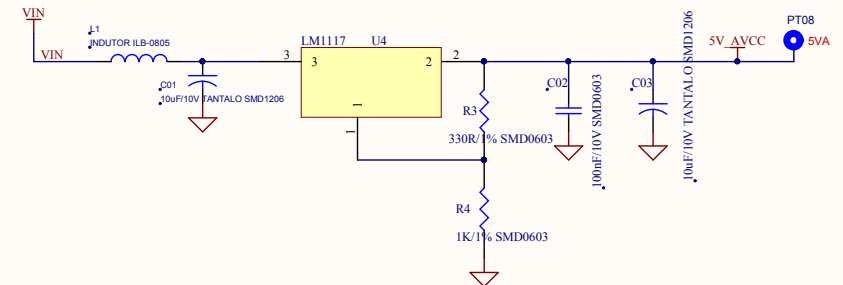 VIN
L1
INDUTOR ILB-0805
VIN
C01
10uF/10V TANTALO SMD1206
LM1117 U4
3
3
2
2
1
1
R3
330R/1% SMD0603
R4
1K/1% SMD0603
C02
100nF/10V SMD0603
C03
10uF/10V TANTALO SMD1206
5V_AVCC
PT08
5VA